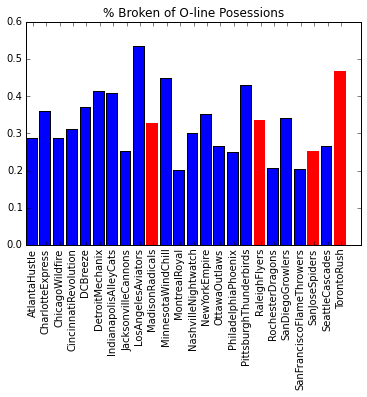 % Broken of O-line Posessions
0.6
0.5
0.4
0.3
0.2
0.1
0.0
AtlantaHustle
CharlotteExpress
ChicagoWildfire
CincinnatiRevolution
DCBreeze
DetroitMechanix
IndianapolisAlleyCats
JacksonvilleCannons
LosAngelesAviators
MadisonRadicals
MinnesotaWindChill
MontrealRoyal
NashvilleNightwatch
NewYorkEmpire
OttawaOutlaws
PhiladelphiaPhoenix
PittsburghThunderbirds
RaleighFlyers
RochesterDragons
SanDiegoGrowlers
SanFranciscoFlameThrowers
SanJoseSpiders
SeattleCascades
TorontoRush